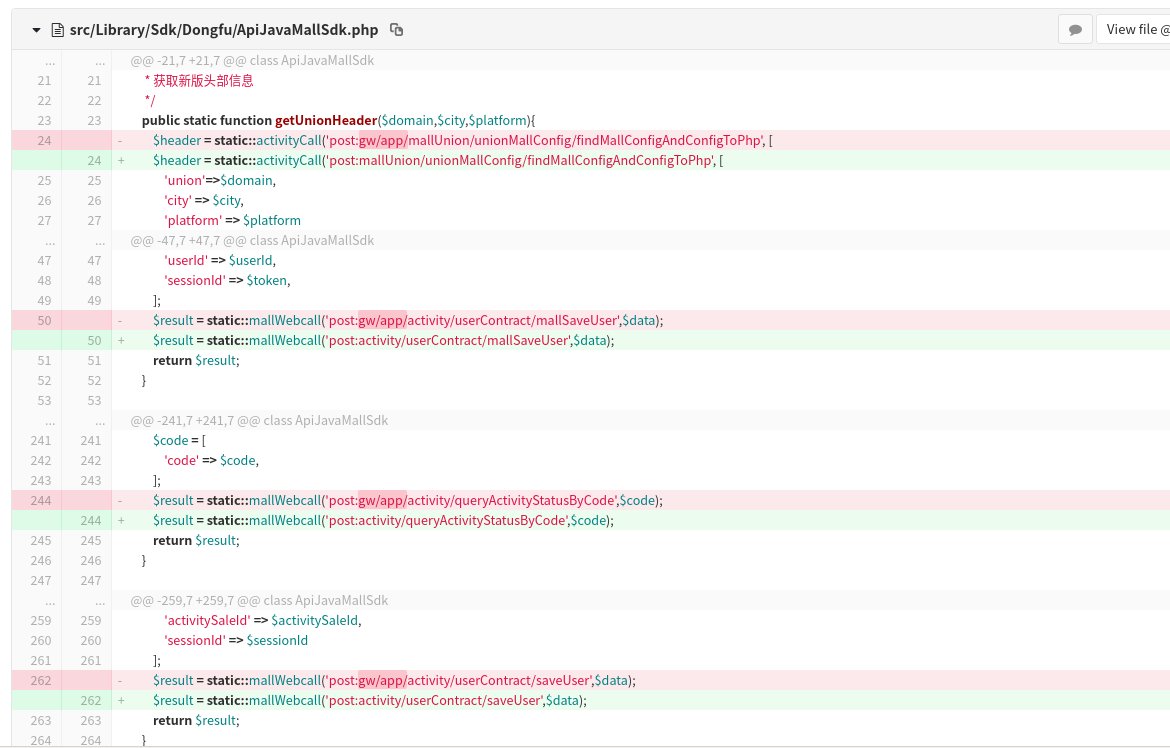 src/Library/Sdk/Dongfu/ApiJavaMallSdk.php View file @
... ... @@ -21,7 +21,7 @@ class ApiJavaMallSdk
21 21 * 获取新版头部信息
22 22 */
23 23 public static function getUnionHeader($domain,$city,$platform){
24 - $header = static::activityCall('post:gw/app/mallUnion/unionMallConfig/findMallConfigAndConfigToPhp', [
24 + $header = static::activityCall('post:mallUnion/unionMallConfig/findMallConfigAndConfigToPhp', [
25 25 'union'=>$domain,
26 26 'city' => $city,
27 27 'platform' => $platform
... ... @@ -47,7 +47,7 @@ class ApiJavaMallSdk
47 47 'userId' => $userId,
48 48 'sessionId' => $token,
49 49 ];
50 - $result = static::mallWebcall('post:gw/app/activity/userContract/mallSaveUser',$data);
50 + $result = static::mallWebcall('post:activity/userContract/mallSaveUser',$data);
51 51 return $result;
52 52 }
53 53
... ... @@ -241,7 +241,7 @@ class ApiJavaMallSdk
241 241 $code = [
242 242 'code' => $code,
243 243 ];
244 - $result = static::mallWebcall('post:gw/app/activity/queryActivityStatusByCode',$code);
244 + $result = static::mallWebcall('post:activity/queryActivityStatusByCode',$code);
245 245 return $result;
246 246 }
247 247
... ... @@ -259,7 +259,7 @@ class ApiJavaMallSdk
259 259 'activitySaleId' => $activitySaleId,
260 260 'sessionId' => $sessionId
261 261 ];
262 - $result = static::mallWebcall('post:gw/app/activity/userContract/saveUser',$data);
262 + $result = static::mallWebcall('post:activity/userContract/saveUser',$data);
263 263 return $result;
264 264 }